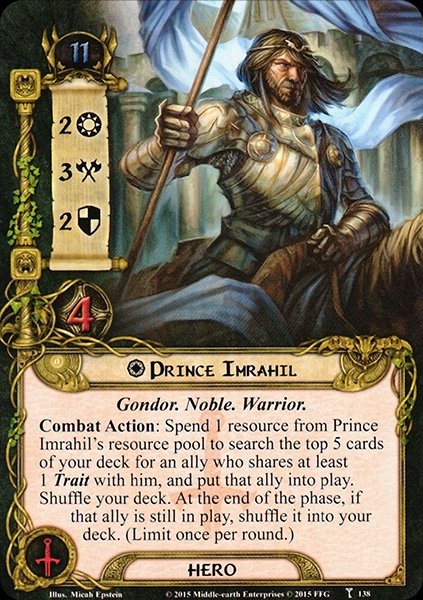 11
2
3
2
4
Prince Imrahil
Gondor. Noble. Warrior.
Combat Action: Spend 1 resource from Prince
Imrahil's resource pool to search the top 5 cards
of your deck for an ally who shares at least
1 Trait with him, and put that ally into play.
Shuffle your deck. At the end of the phase, if
that ally is still in play, shuffle it into your
deck. (Limit once per round.)
HERO
Illus. Micah Epstein © 2015 Middle-earth Enterprises © 2015 FFG 138